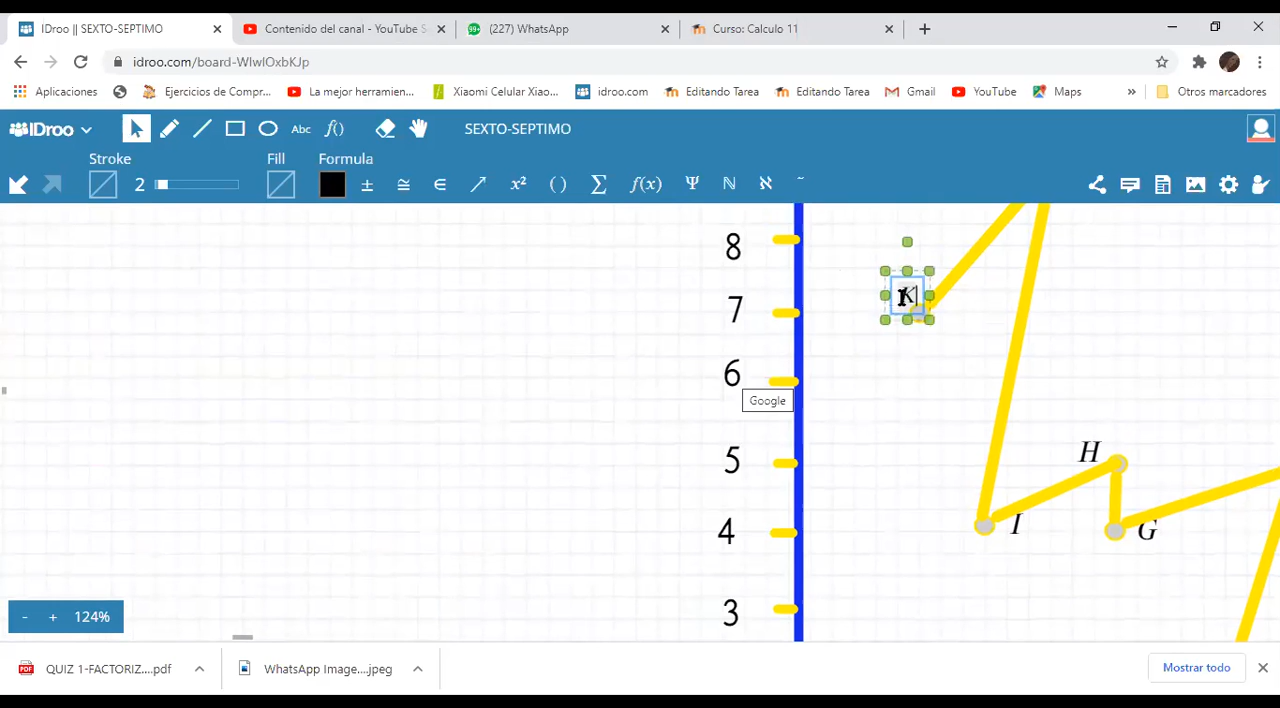 IDroo || SEXTO-SEPTIMO
Contenido del canal - YouTube S
(227) WhatsApp
Curso: Calculo 11
idroo.com/board-WIwIOxbKJp
Aplicaciones
Ejercicios de Compr...
La mejor herramien...
Xiaomi Celular Xiao...
idroo.com
Editando Tarea
Editando Tarea
Gmail
YouTube
Maps
»
Otros marcadores
IDroo
Abc
f()
SEXTO-SEPTIMO
Stroke
Fill
Formula
2
± ≅ ∈ x² ( ) ∑ f(x) Ψ ℕ ℵ
8
K
7
6
Google
5
H
4
I
G
3
- + 124%
QUIZ 1-FACTORIZ....pdf
WhatsApp Image....jpeg
Mostrar todo